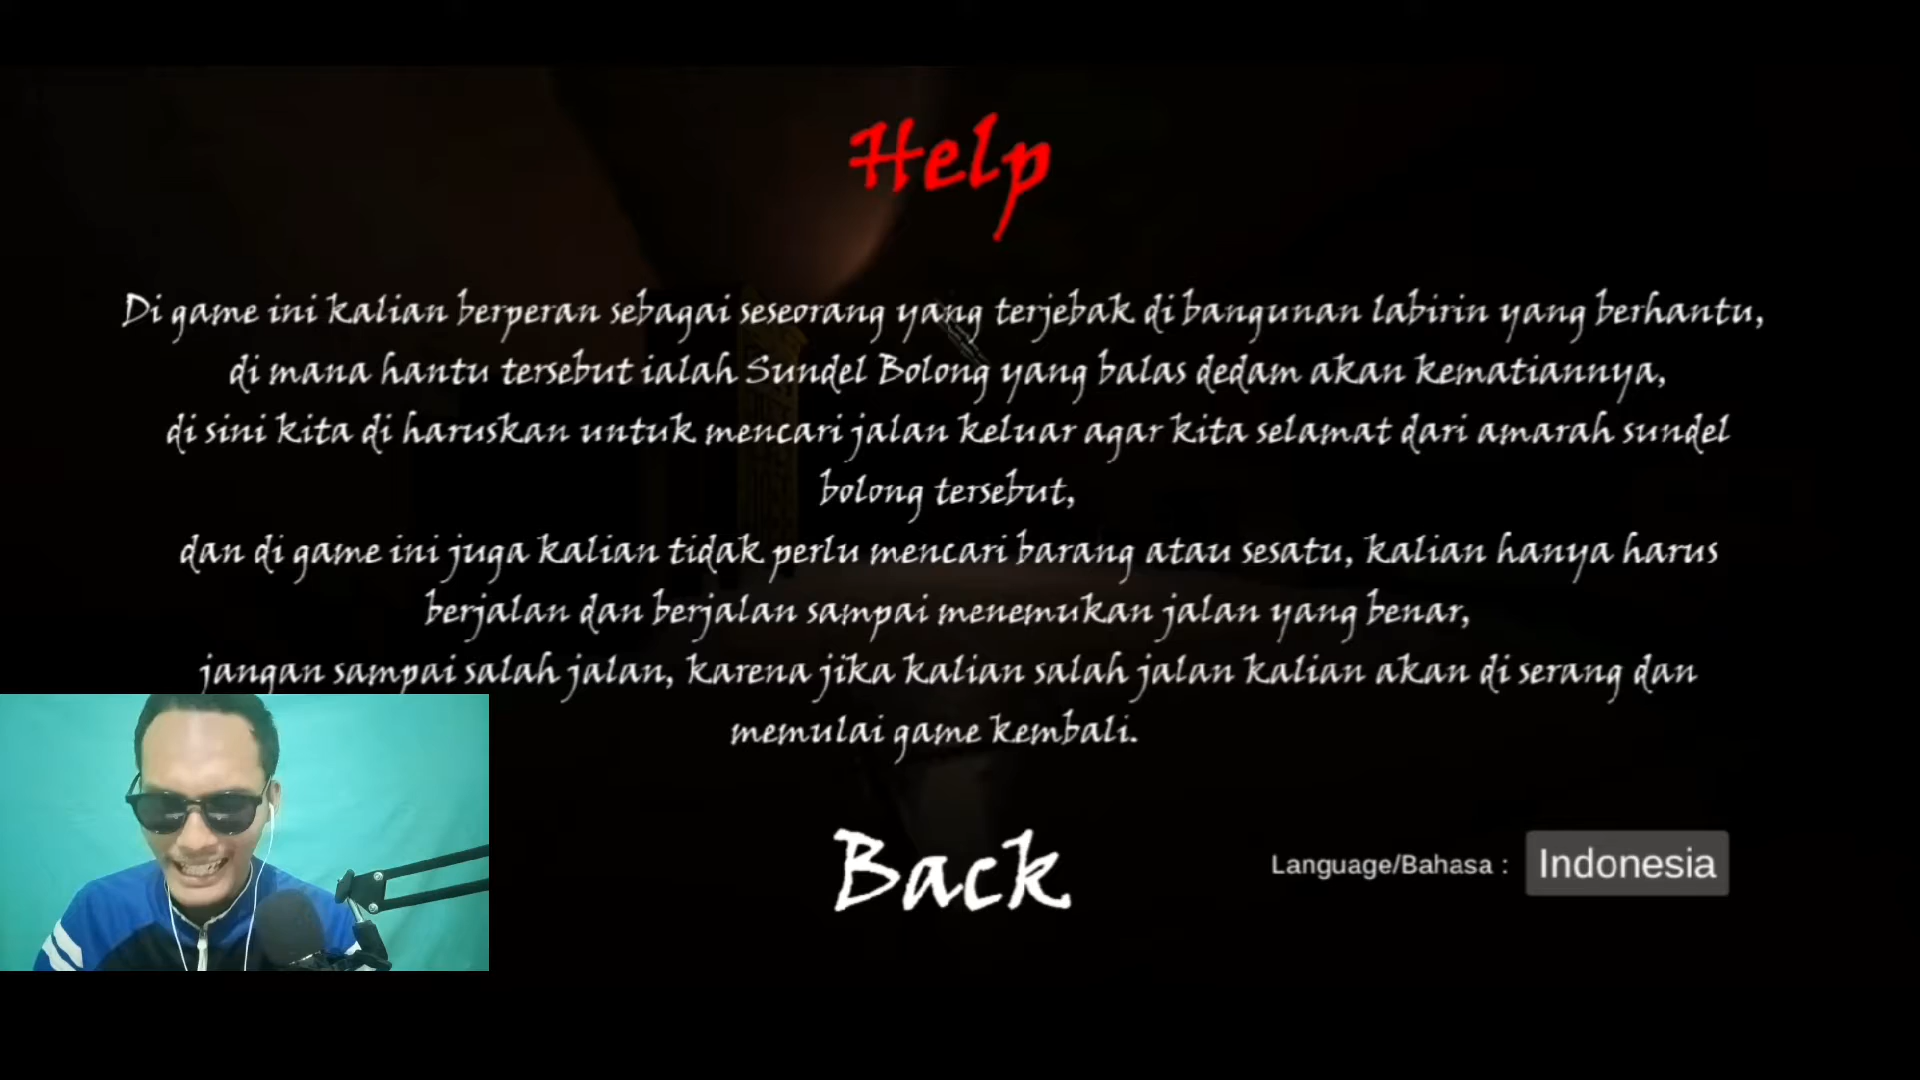 Help
Di game ini kalian berperan sebagai seseorang yang terjebak di bangunan labirin yang berhantu,
di mana hantu tersebut ialah Sundel Bolong yang balas dedam akan kematiannya,
di sini kita di haruskan untuk mencari jalan keluar agar kita selamat dari amarah sundel
bolong tersebut,
dan di game ini juga kalian tidak perlu mencari barang atau sesatu, kalian hanya harus
berjalan dan berjalan sampai menemukan jalan yang benar,
jangan sampai salah jalan, karena jika kalian salah jalan kalian akan di serang dan
memulai game kembali.
Back
Language/Bahasa : Indonesia